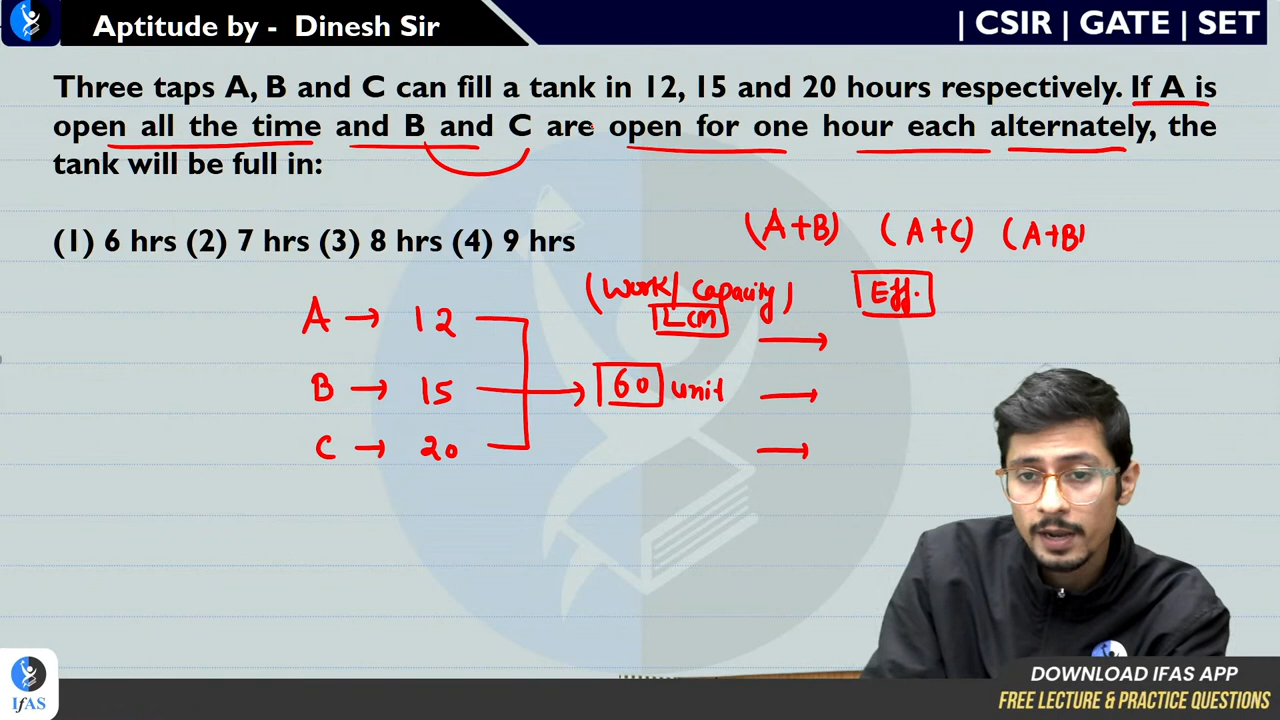 Aptitude by - Dinesh Sir
| CSIR | GATE | SET
Three taps A, B and C can fill a tank in 12, 15 and 20 hours respectively. If A is
open all the time and B and C are open for one hour each alternately, the
tank will be full in:
(1) 6 hrs (2) 7 hrs (3) 8 hrs (4) 9 hrs
(A+B) (A+C) (A+B)
(Work/ Capacity) Eff.
LCM
A → 12
B → 15 → 60 unit →
C → 20
IFAS
DOWNLOAD IFAS APP
FREE LECTURE & PRACTICE QUESTIONS